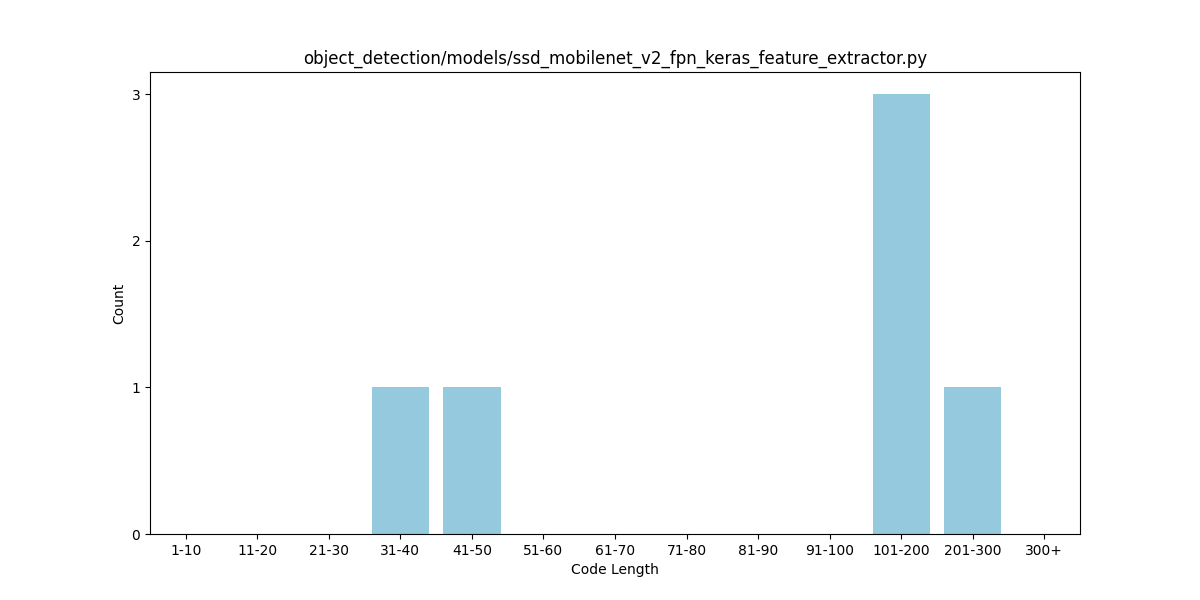 object_detection/models/ssd_mobilenet_v2_fpn_keras_feature_extractor.py
3
2
1
0
Count
1-10 11-20 21-30 31-40 41-50 51-60 61-70 71-80 81-90 91-100 101-200 201-300 300+
Code Length